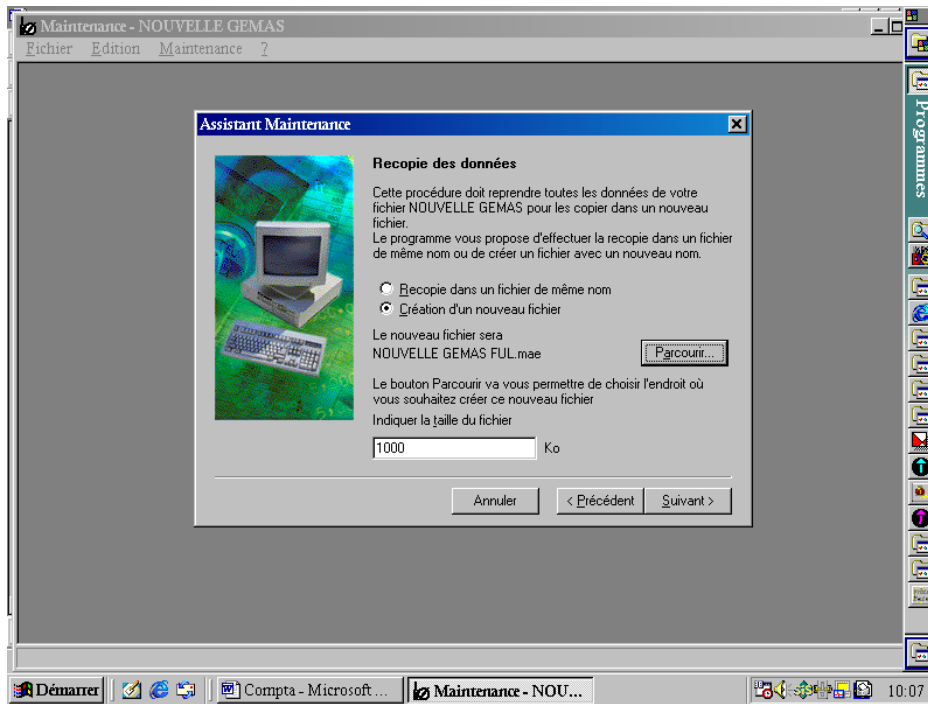 Maintenance - NOUVELLE GEMAS
Fichier Edition Maintenance ?
Programmes
Assistant Maintenance
Recopie des données
Cette procédure doit reprendre toutes les données de votre
fichier NOUVELLE GEMAS pour les copier dans un nouveau
fichier.
Le programme vous propose d'effectuer la recopie dans un fichier
de même nom ou de créer un fichier avec un nouveau nom.
Recopie dans un fichier de même nom
Création d'un nouveau fichier
Le nouveau fichier sera
NOUVELLE GEMAS FUL.mae
Parcourir...
Le bouton Parcourir va vous permettre de choisir l'endroit où
vous souhaitez créer ce nouveau fichier
Indiquer la taille du fichier
1000 Ko
Annuler < Précédent Suivant >
Démarrer Compta - Microsoft ... Maintenance - NOU... 10:07